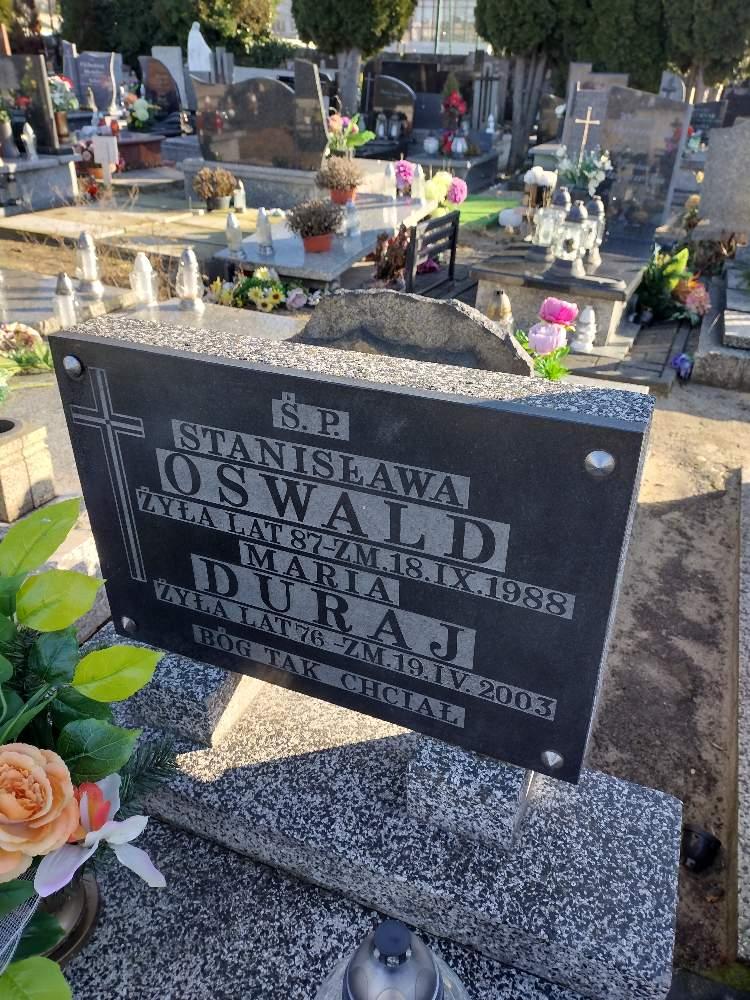 Ś. P.
STANISŁAWA
OSWALD
ŻYŁA LAT 87-ZM.18.IX.1988
MARIA
DURAJ
ŻYŁA LAT 76-ZM.19.IV.2003
BÓG TAK CHCIAŁ